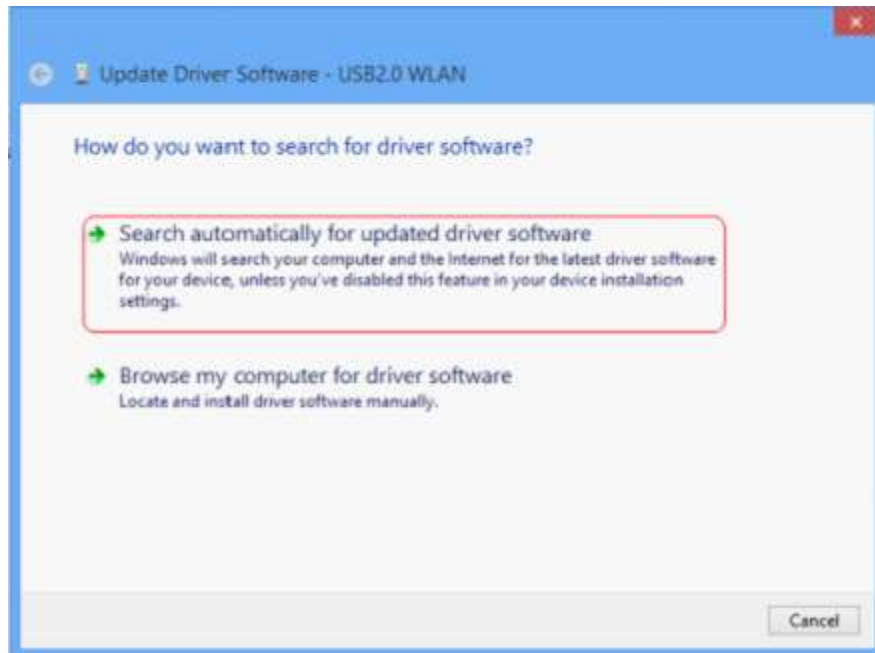 Update Driver Software - USB2.0 WLAN
How do you want to search for driver software?
Search automatically for updated driver software
Windows will search your computer and the Internet for the latest driver software
for your device, unless you've disabled this feature in your device installation
settings.
Browse my computer for driver software
Locate and install driver software manually.
Cancel